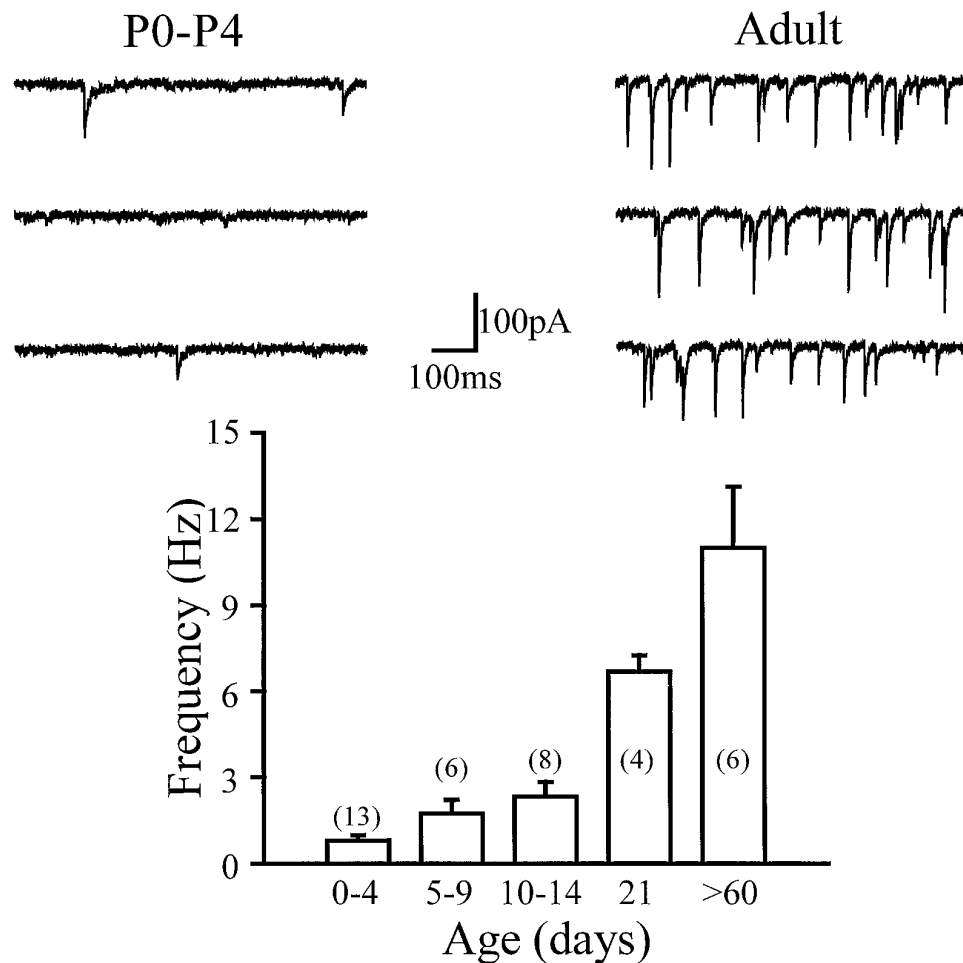 P0-P4
Adult
100pA
100ms
15
12
9
6
3
0
Frequency (Hz)
(13)
(6)
(8)
(4)
(6)
0-4
5-9
10-14
21
>60
Age (days)